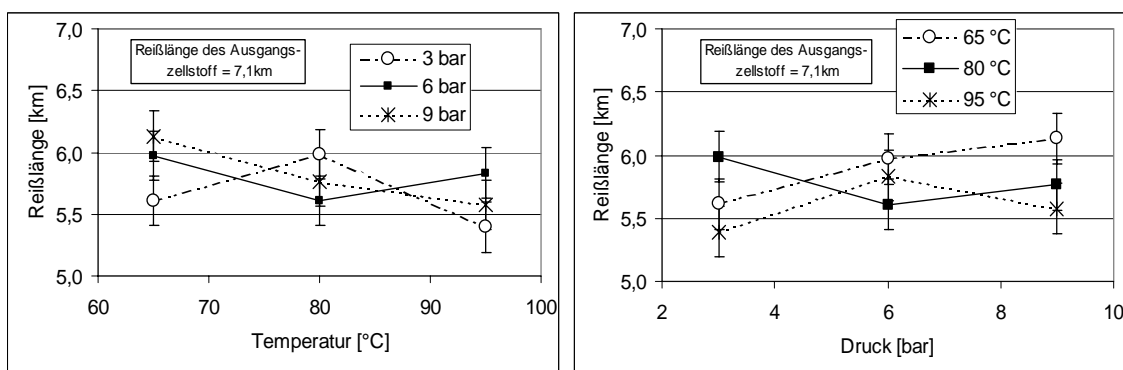 7,0
6,5
6,0
5,5
5,0
Reißlänge [km]
Reißlänge des Ausgangs-
zellstoff = 7,1km
3 bar
6 bar
9 bar
60 70 80 90 100
Temperatur [°C]
7,0
6,5
6,0
5,5
5,0
Reißlänge [km]
Reißlänge des Ausgangs-
zellstoff = 7,1km
65 °C
80 °C
95 °C
2 4 6 8 10
Druck [bar]